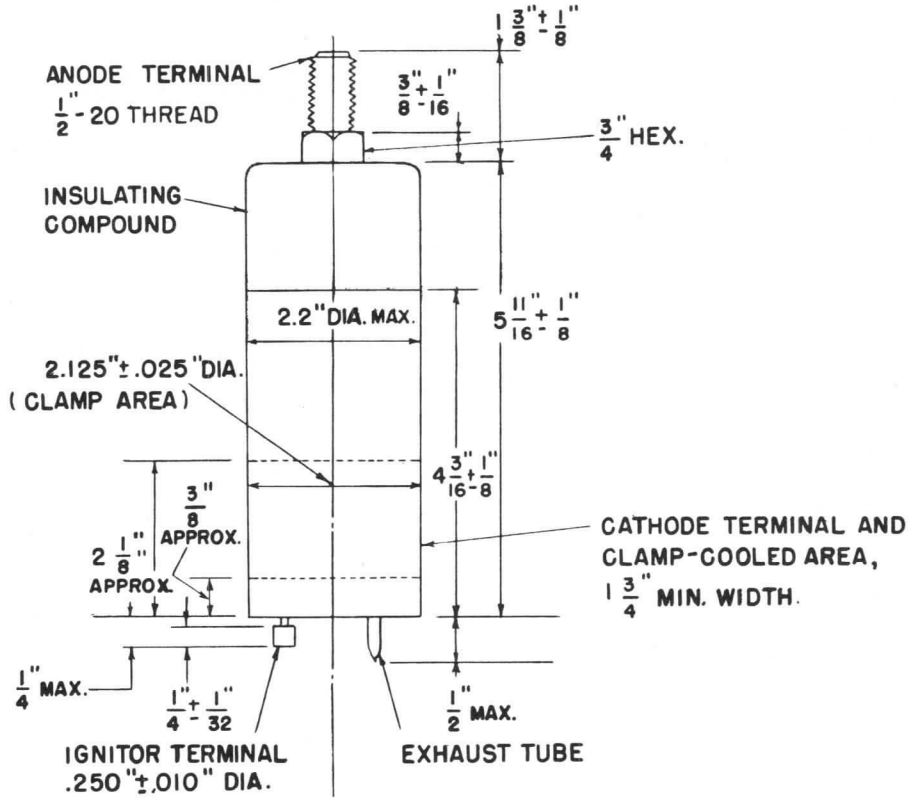 1 3/8" ± 1/8"
ANODE TERMINAL
1/2" - 20 THREAD
3/8" ± 1/16"
3/4" HEX.
INSULATING
COMPOUND
2.2" DIA. MAX.
5 11/16" ± 1/8"
2.125" ± .025" DIA.
(CLAMP AREA)
4 3/16" ± 1/8"
3/8"
APPROX.
2 1/8"
APPROX.
CATHODE TERMINAL AND
CLAMP-COOLED AREA,
1 3/4" MIN. WIDTH.
1/4" MAX.
1/4" ± 1/32"
1/2" MAX.
IGNITOR TERMINAL
.250" ± .010" DIA.
EXHAUST TUBE